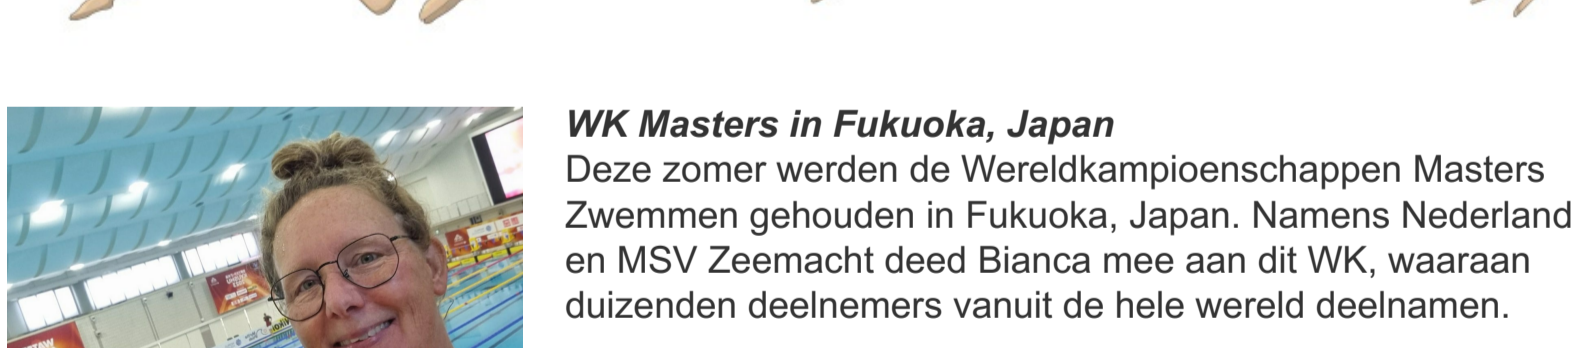 WK Masters in Fukuoka, Japan
Deze zomer werden de Wereldkampioenschappen Masters
Zwemmen gehouden in Fukuoka, Japan. Namens Nederland
en MSV Zeemacht deed Bianca mee aan dit WK, waaraan
duizenden deelnemers vanuit de hele wereld deelnamen.